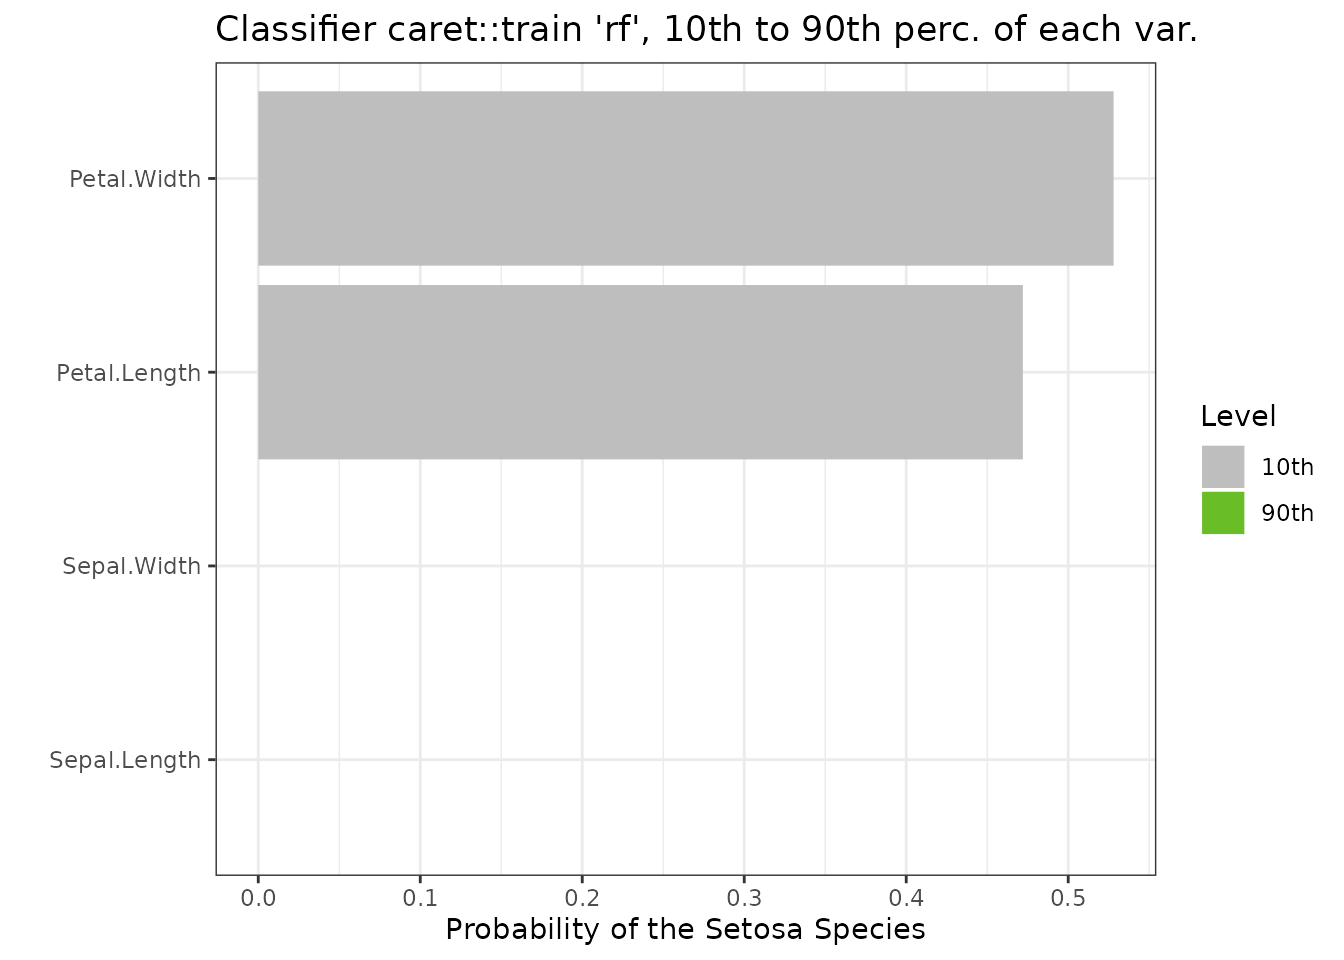 Classifier caret::train 'rf', 10th to 90th perc. of each var.
Petal.Width
Petal.Length
Sepal.Width
Sepal.Length
0.0 0.1 0.2 0.3 0.4 0.5
Probability of the Setosa Species
Level
10th
90th